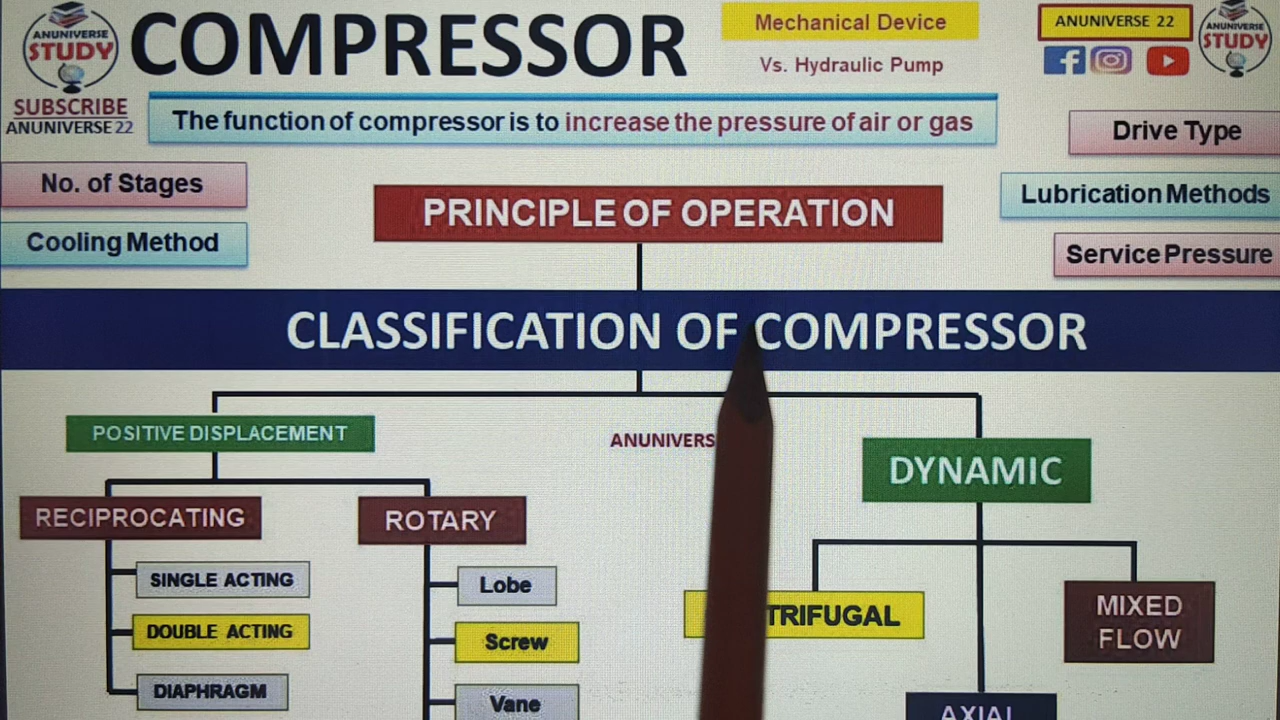 ANUNIVERSE
STUDY
SUBSCRIBE
ANUNIVERSE 22
COMPRESSOR
Mechanical Device
Vs. Hydraulic Pump
ANUNIVERSE 22
ANUNIVERSE
STUDY
The function of compressor is to increase the pressure of air or gas
No. of Stages
Cooling Method
Drive Type
Lubrication Methods
Service Pressure
PRINCIPLE OF OPERATION
CLASSIFICATION OF COMPRESSOR
POSITIVE DISPLACEMENT
ANUNIVERS
DYNAMIC
RECIPROCATING
ROTARY
SINGLE ACTING
DOUBLE ACTING
DIAPHRAGM
Lobe
Screw
Vane
TRIFUGAL
MIXED
FLOW
AXIAL